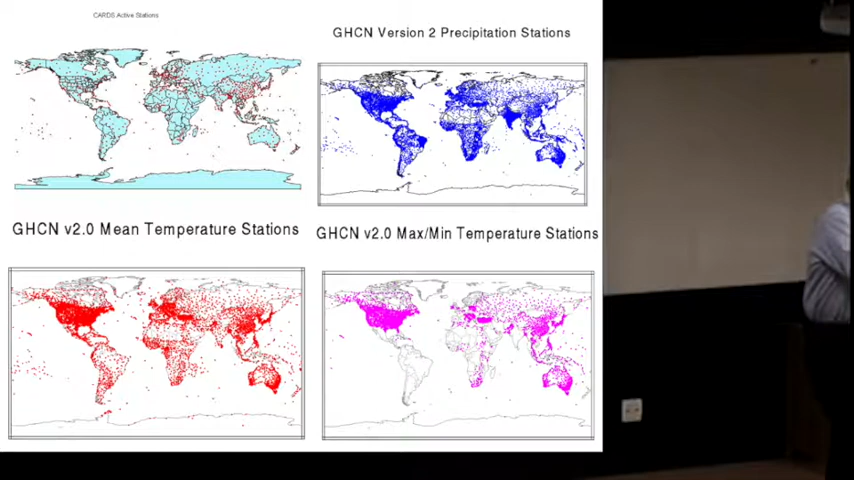 CARDS Active Stations
GHCN Version 2 Precipitation Stations
GHCN v2.0 Mean Temperature Stations
GHCN v2.0 Max/Min Temperature Stations